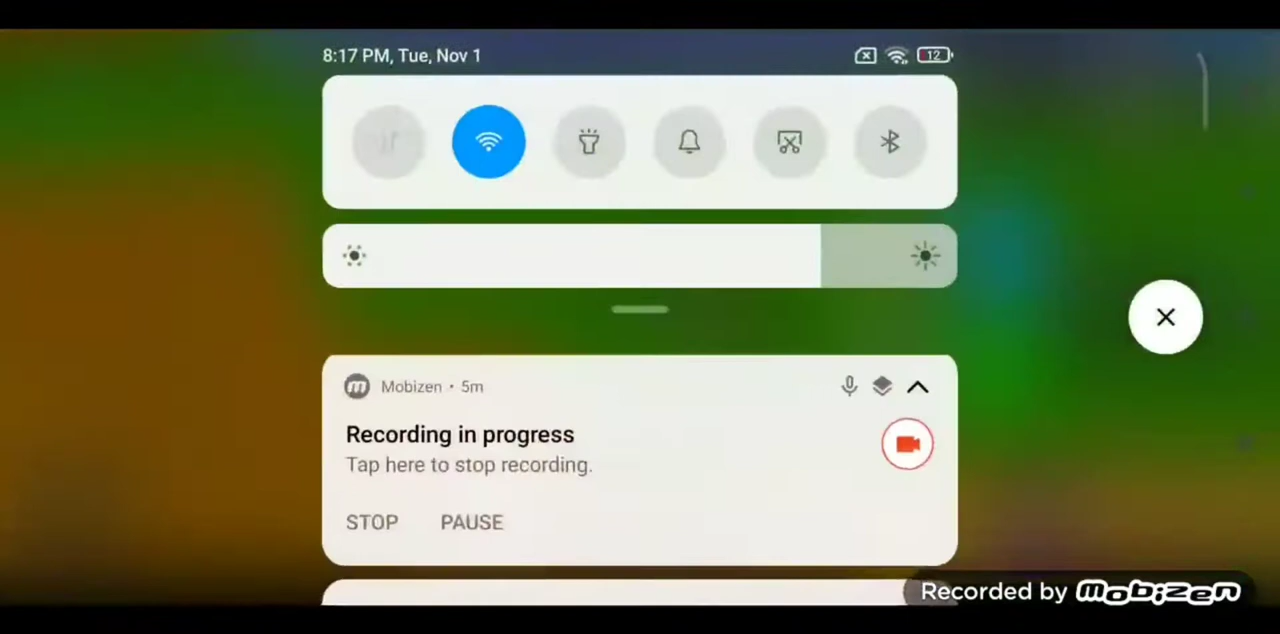 8:17 PM, Tue, Nov 1
12
Mobizen • 5m
Recording in progress
Tap here to stop recording.
STOP PAUSE
Recorded by mobizen